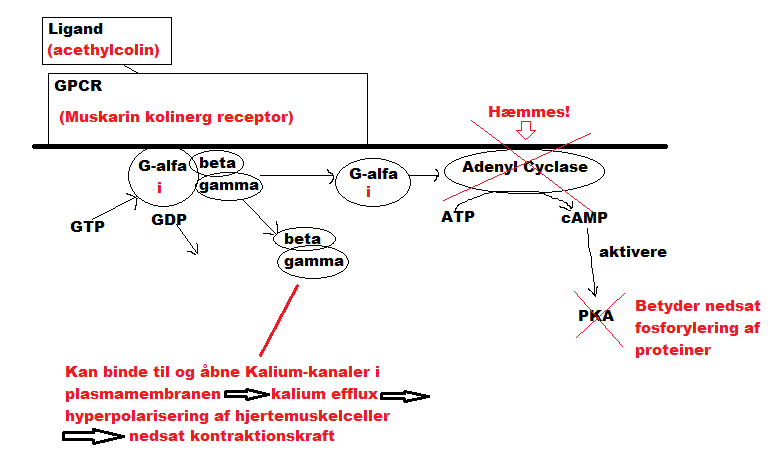 Ligand
(acethylcolin)
GPCR
(Muskarin kolinerg receptor)
Hæmmes!
G-alfa
i
beta
gamma
G-alfa
i
Adenyl Cyclase
GTP
GDP
ATP
cAMP
beta
gamma
aktivere
PKA
Betyder nedsat
fosforylering af
proteiner
Kan binde til og åbne Kalium-kanaler i
plasmamembranen kalium efflux
hyperpolarisering af hjertemuskelceller
nedsat kontraktionskraft